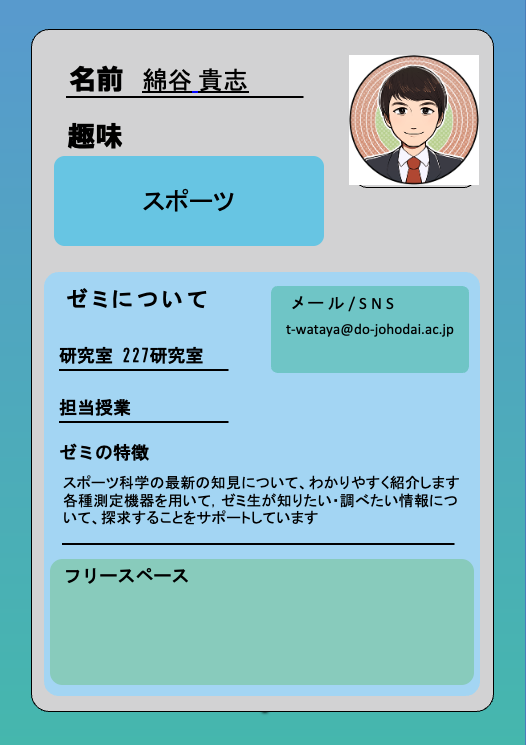 名前 綿谷 貴志
趣味
スポーツ
ゼミについて
メール/SNS
t-wataya@do-johodai.ac.jp
研究室 227研究室
担当授業
ゼミの特徴
スポーツ科学の最新の知見について、わかりやすく紹介します
各種測定機器を用いて，ゼミ生が知りたい・調べたい情報につ
いて、探求することをサポートしています
フリースペース